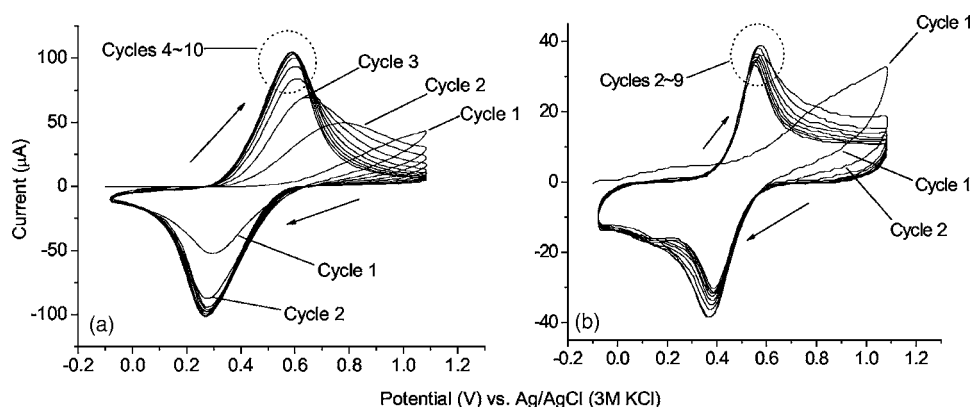 Current (µA)
100
50
0
-50
-100
-0.2
0.0
0.2
0.4
0.6
0.8
1.0
1.2
Cycles 4~10
Cycle 3
Cycle 2
Cycle 1
Cycle 1
Cycle 2
(a)
40
20
0
-20
-40
-0.2
0.0
0.2
0.4
0.6
0.8
1.0
1.2
Cycle 1
Cycles 2~9
Cycle 1
Cycle 2
(b)
Potential (V) vs. Ag/AgCl (3M KCl)